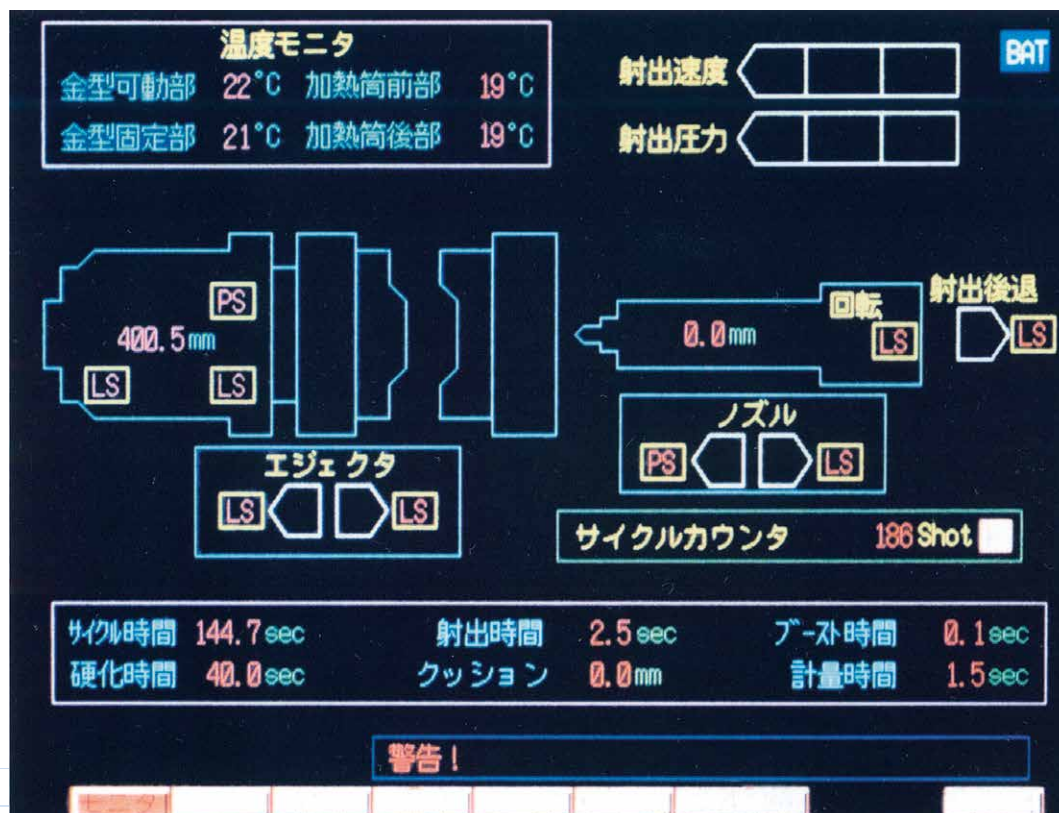 温度モニタ
金型可動部 22°C 加熱筒前部 19°C
金型固定部 21°C 加熱筒後部 19°C
射出速度
射出圧力
BAT
PS
400.5mm
LS LS
0.0mm
回転
LS
射出後退
LS
エジェクタ
LS LS
ノズル
PS LS
サイクルカウンタ 186 Shot
サイクル時間 144.7sec 射出時間 2.5sec ブースト時間 0.1sec
硬化時間 40.0sec クッション 0.0mm 計量時間 1.5sec
警告!
モニタ